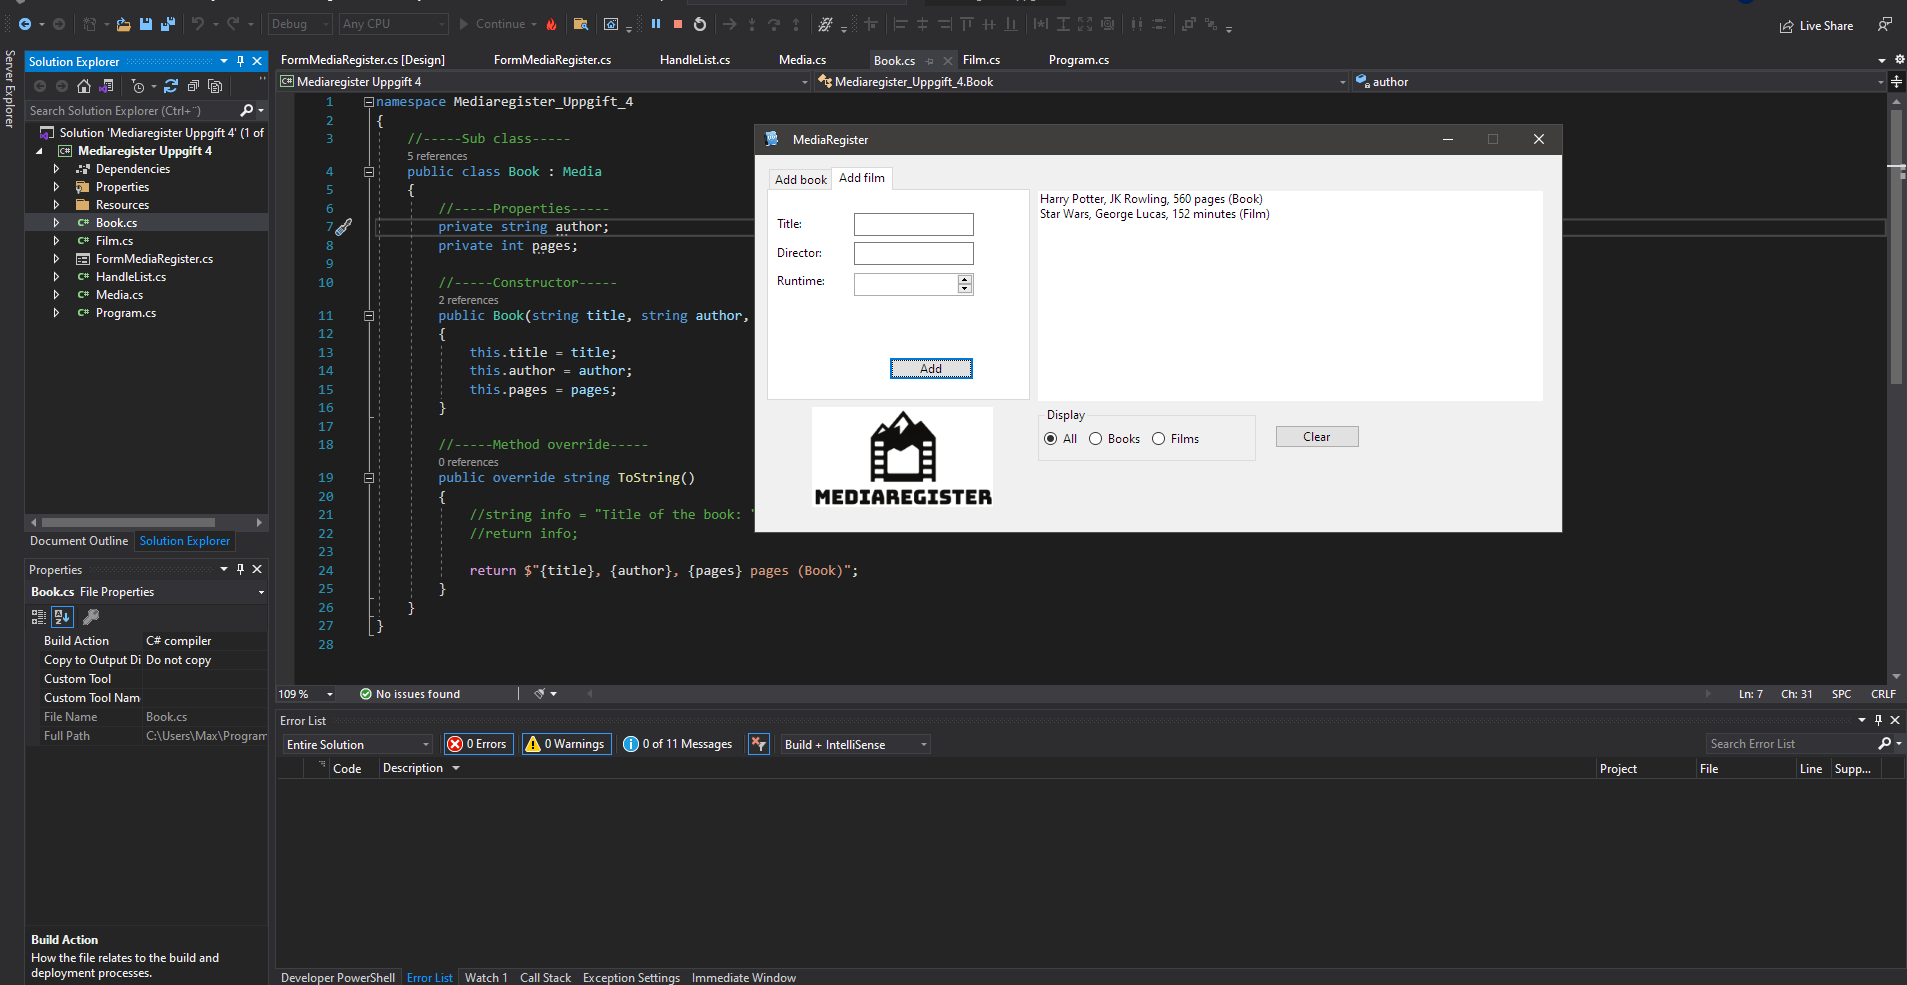 Debug
Any CPU
Continue
Live Share
Server Explorer
Solution Explorer
Search Solution Explorer (Ctrl+¨)
Solution 'Mediaregister Uppgift 4' (1 of
Mediaregister Uppgift 4
Dependencies
Properties
Resources
Book.cs
Film.cs
FormMediaRegister.cs
HandleList.cs
Media.cs
Program.cs
Document Outline
Solution Explorer
Properties
Book.cs File Properties
Build Action C# compiler
Copy to Output Di Do not copy
Custom Tool
Custom Tool Nam
File Name Book.cs
Full Path C:\Users\Max\Program
Build Action
How the file relates to the build and
deployment processes.
FormMediaRegister.cs [Design] FormMediaRegister.cs HandleList.cs Media.cs Book.cs Film.cs Program.cs
C# Mediaregister Uppgift 4 Mediaregister_Uppgift_4.Book author
1 namespace Mediaregister_Uppgift_4
2 {
3 //-----Sub class-----
5 references
4 public class Book : Media
5 {
6 //-----Properties-----
7 private string author;
8 private int pages;
9
10 //-----Constructor-----
2 references
11 public Book(string title, string author,
12 {
13 this.title = title;
14 this.author = author;
15 this.pages = pages;
16 }
17
18 //-----Method override-----
0 references
19 public override string ToString()
20 {
21 //string info = "Title of the book: "
22 //return info;
23
24 return $"{title}, {author}, {pages} pages (Book)";
25 }
26 }
27 }
28
MediaRegister
Add book Add film
Title:
Director:
Runtime:
Add
Harry Potter, JK Rowling, 560 pages (Book)
Star Wars, George Lucas, 152 minutes (Film)
MEDIAREGISTER
Display
All Books Films
Clear
109 % No issues found Ln: 7 Ch: 31 SPC CRLF
Error List
Entire Solution 0 Errors 0 Warnings 0 of 11 Messages Build + IntelliSense Search Error List
Code Description Project File Line Supp...
Developer PowerShell Error List Watch 1 Call Stack Exception Settings Immediate Window